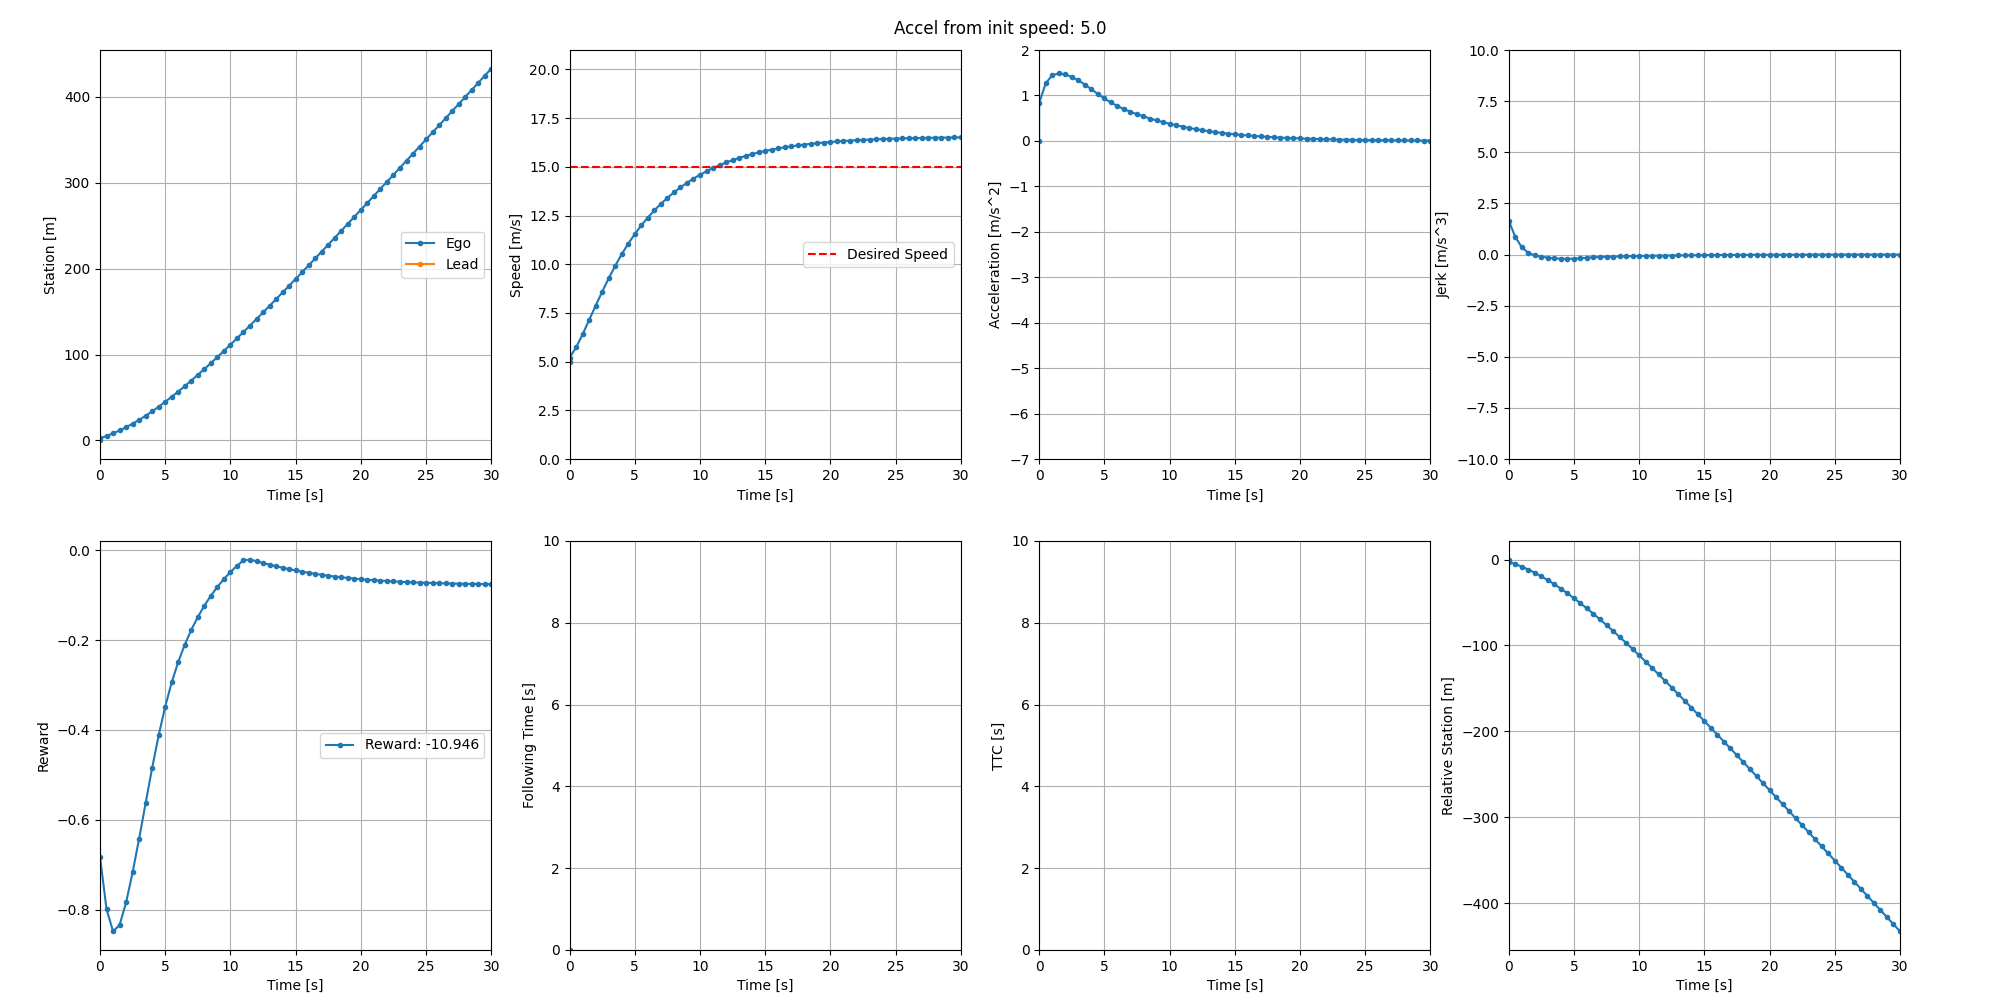 Accel from init speed: 5.0
Station [m]
400
300
200
100
0
0 5 10 15 20 25 30
Time [s]
Ego
Lead
Speed [m/s]
20.0
17.5
15.0
12.5
10.0
7.5
5.0
2.5
0.0
0 5 10 15 20 25 30
Time [s]
Desired Speed
Acceleration [m/s^2]
2
1
0
−1
−2
−3
−4
−5
−6
−7
0 5 10 15 20 25 30
Time [s]
Jerk [m/s^3]
10.0
7.5
5.0
2.5
0.0
−2.5
−5.0
−7.5
−10.0
0 5 10 15 20 25 30
Time [s]
Reward
0.0
−0.2
−0.4
−0.6
−0.8
0 5 10 15 20 25 30
Time [s]
Reward: -10.946
Following Time [s]
10
8
6
4
2
0
0 5 10 15 20 25 30
Time [s]
TTC [s]
10
8
6
4
2
0
0 5 10 15 20 25 30
Time [s]
Relative Station [m]
0
−100
−200
−300
−400
0 5 10 15 20 25 30
Time [s]